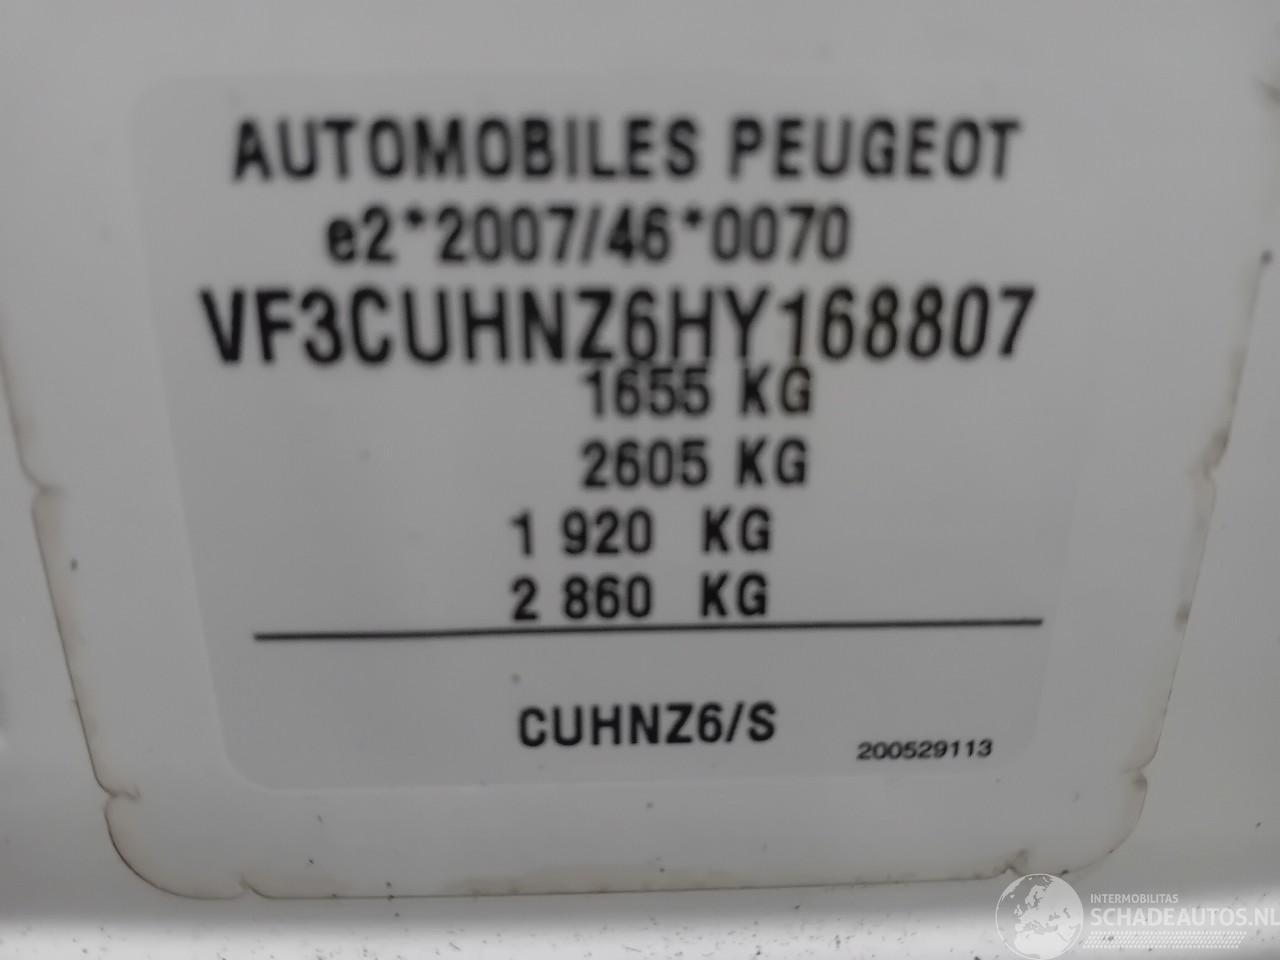 AUTOMOBILES PEUGEOT
e2*2007/46*0070
VF3CUHNZ6HY168807
1655 KG
2605 KG
1 920 KG
2 860 KG
CUHNZ6/S
200529113
INTERMOBILITAS
SCHADEAUTOS.NL